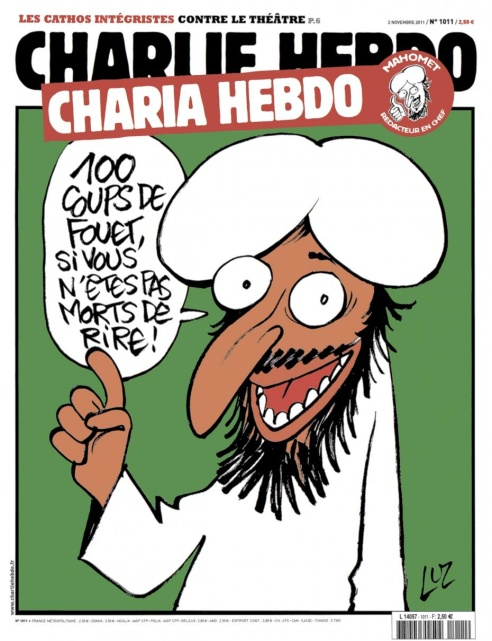 LES CATHOS INTÉGRISTES CONTRE LE THÉÂTRE P.6
2 NOVEMBRE 2011 / N° 1011 / 2,50 €
CHARLIE HEBDO
CHARIA HEBDO
MAHOMET
RÉDACTEUR EN CHEF
100
COUPS DE
FOUET,
SI VOUS
N'ÊTES PAS
MORTS DE
RIRE!
LUZ
www.charliehebdo.fr
L 14057 - 1011 - F: 2,50 €